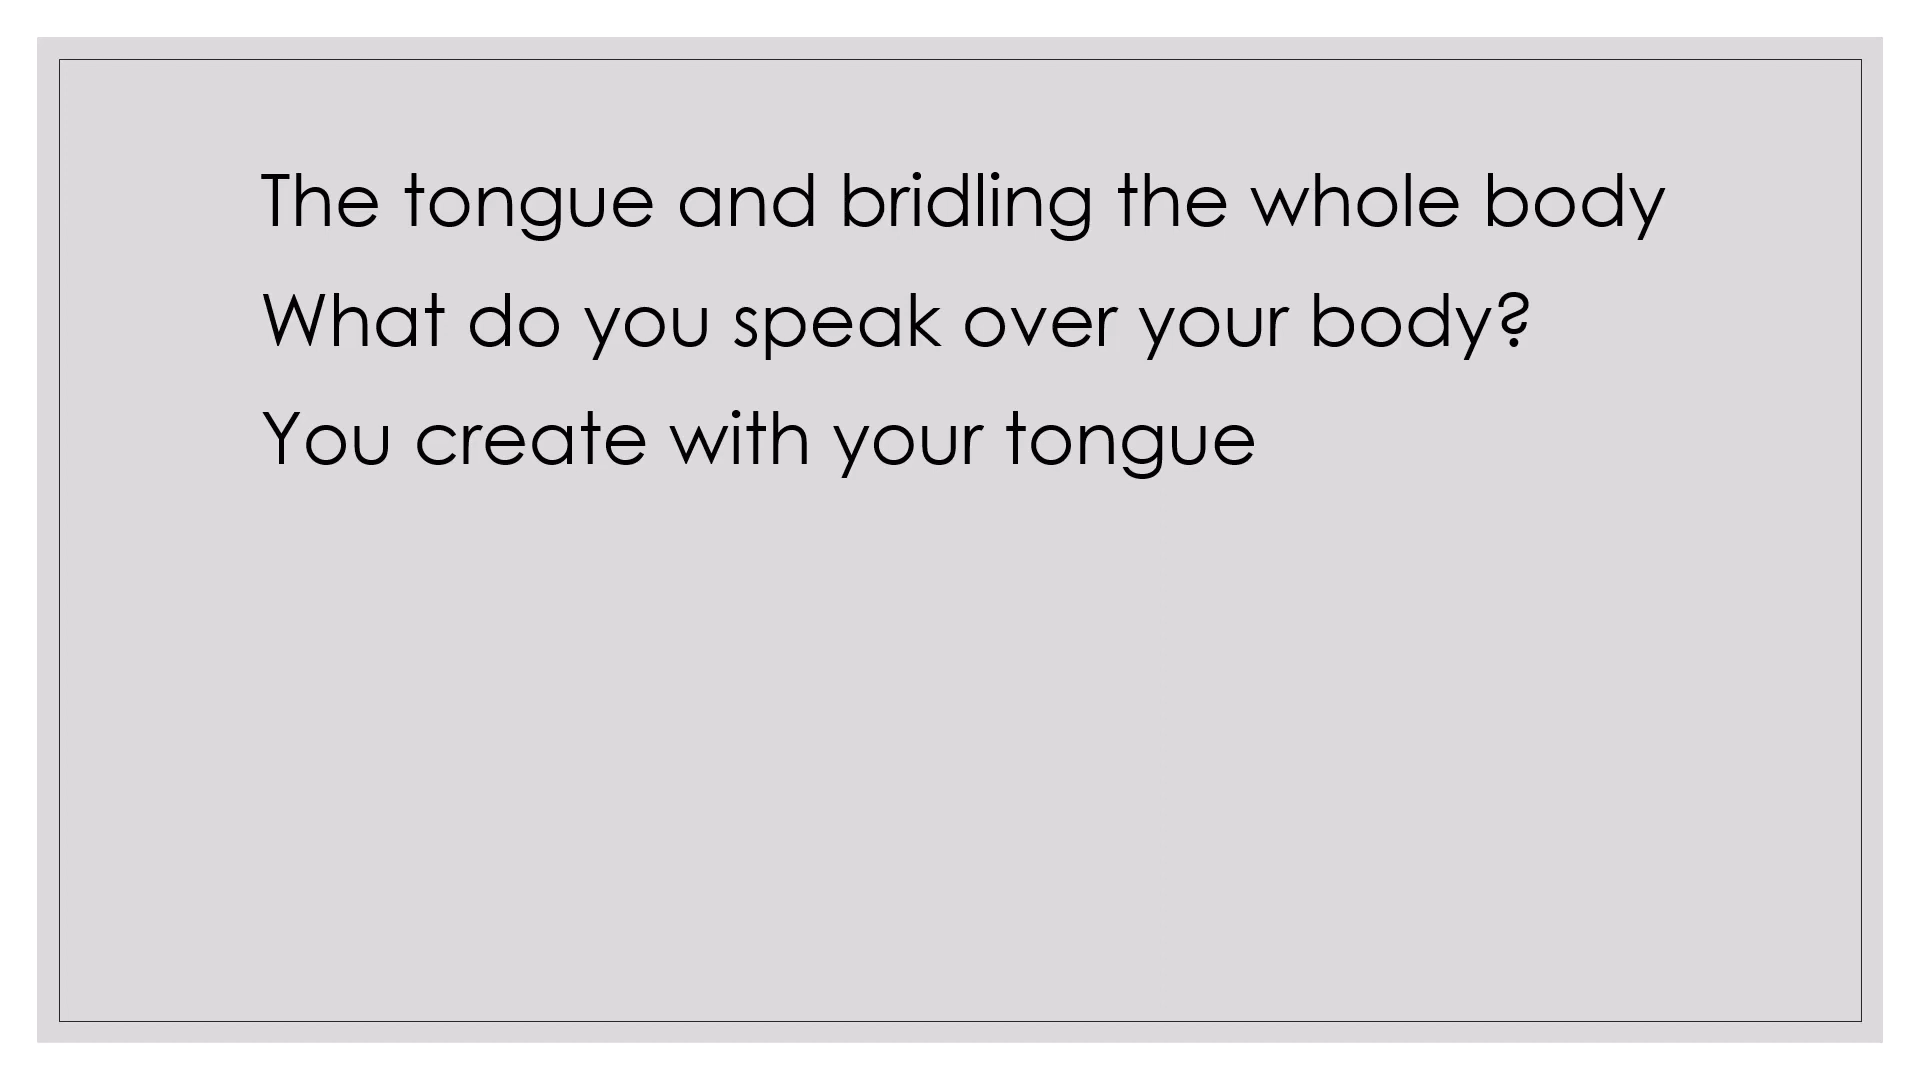 The tongue and bridling the whole body
What do you speak over your body?
You create with your tongue